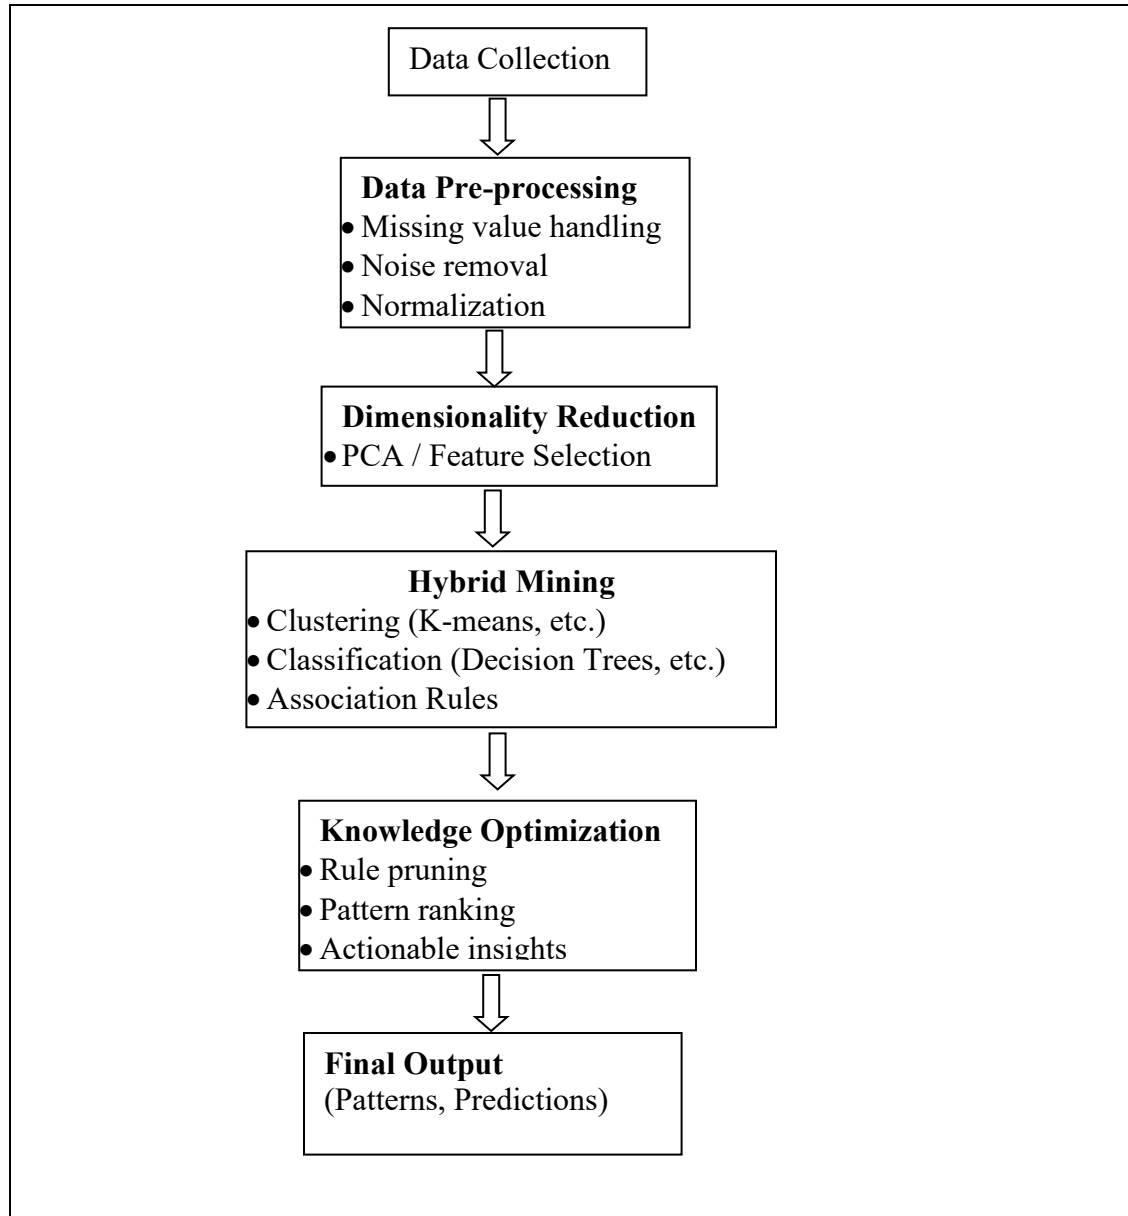 Data Collection
Data Pre-processing
• Missing value handling
• Noise removal
• Normalization
Dimensionality Reduction
• PCA / Feature Selection
Hybrid Mining
• Clustering (K-means, etc.)
• Classification (Decision Trees, etc.)
• Association Rules
Knowledge Optimization
• Rule pruning
• Pattern ranking
• Actionable insights
Final Output
(Patterns, Predictions)